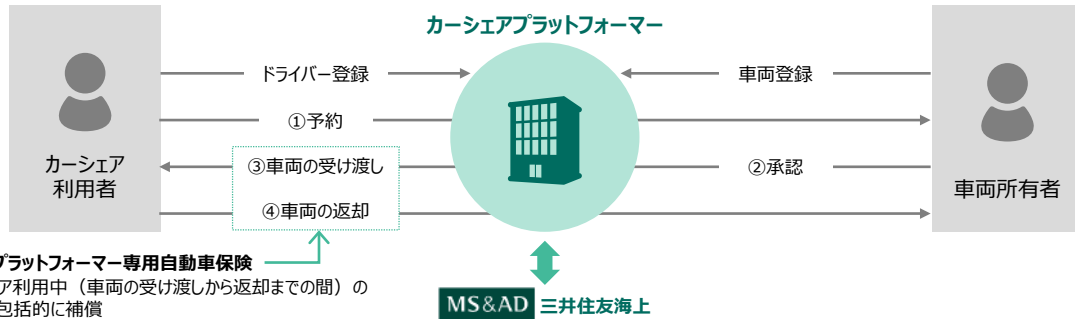 カーシェアプラットフォーマー
ドライバー登録
車両登録
①予約
カーシェア
利用者
③車両の受け渡し
②承認
車両所有者
④車両の返却
プラットフォーマー専用自動車保険
ア利用中(車両の受け渡しから返却までの間)の
包括的に補償
MS&AD 三井住友海上